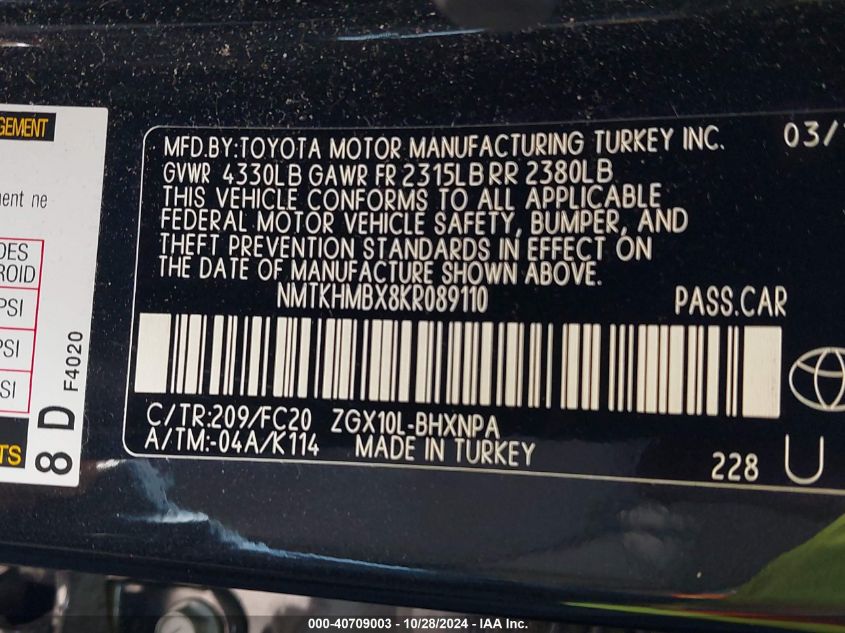 GEMENT
ment ne
DES
ROID
PSI
PSI
SI
TS
8 D
F4020
MFD.BY:TOYOTA MOTOR MANUFACTURING TURKEY INC. 03/
GVWR 4330LB GAWR FR 2315LB RR 2380LB
THIS VEHICLE CONFORMS TO ALL APPLICABLE
FEDERAL MOTOR VEHICLE SAFETY, BUMPER, AND
THEFT PREVENTION STANDARDS IN EFFECT ON
THE DATE OF MANUFACTURE SHOWN ABOVE.
NMTKHMBX8KR089110 PASS.CAR
C/TR:209/FC20 ZGX10L-BHXNPA
A/TM:-04A/K114 MADE IN TURKEY
228 U
000-40709003 - 10/28/2024 - IAA Inc.